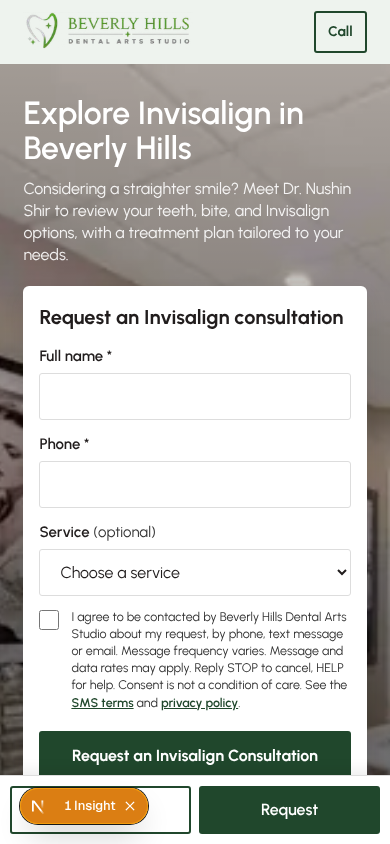 BEVERLY HILLS
DENTAL ARTS STUDIO
Call
Explore Invisalign in
Beverly Hills
Considering a straighter smile? Meet Dr. Nushin
Shir to review your teeth, bite, and Invisalign
options, with a treatment plan tailored to your
needs.
Request an Invisalign consultation
Full name *
Phone *
Service (optional)
Choose a service
I agree to be contacted by Beverly Hills Dental Arts
Studio about my request, by phone, text message
or email. Message frequency varies. Message and
data rates may apply. Reply STOP to cancel, HELP
for help. Consent is not a condition of care. See the
SMS terms and privacy policy.
Request an Invisalign Consultation
N 1 Insight
Request